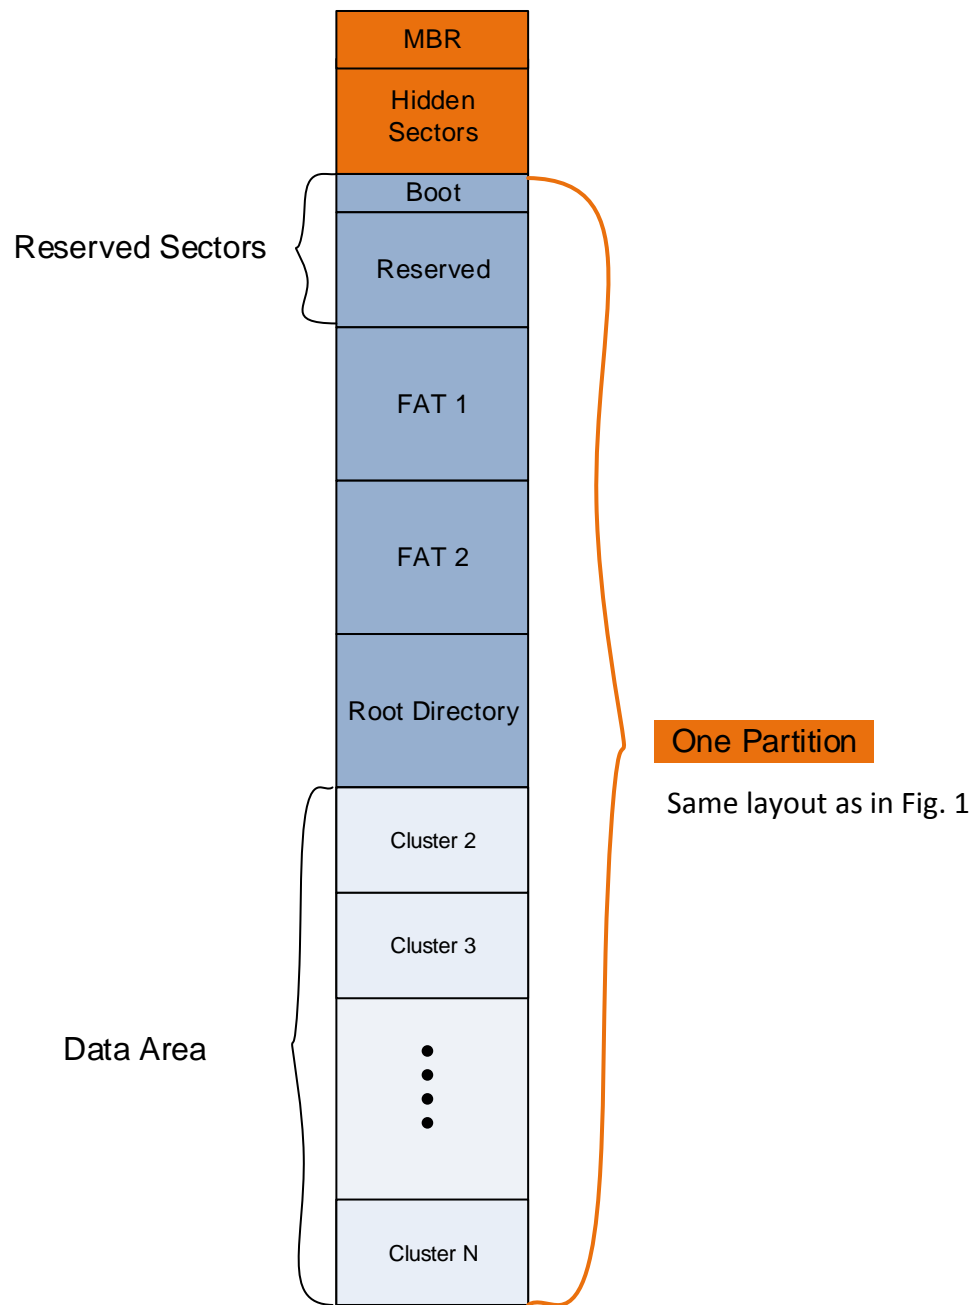 MBR
Hidden
Sectors
Boot
Reserved Sectors
Reserved
FAT 1
FAT 2
Root Directory
One Partition
Same layout as in Fig. 1
Cluster 2
Cluster 3
Data Area
Cluster N